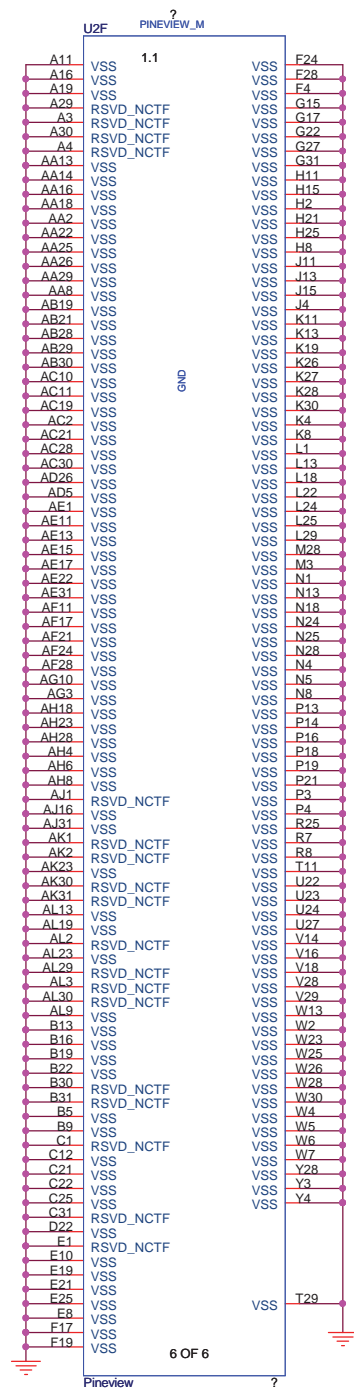 ?
U2F PINEVIEW_M
1.1
A11 VSS VSS F24
A16 VSS VSS F28
A19 VSS VSS F4
A29 RSVD_NCTF VSS G15
A3 RSVD_NCTF VSS G17
A30 RSVD_NCTF VSS G22
A4 RSVD_NCTF VSS G27
AA13 VSS VSS G31
AA14 VSS VSS H11
AA16 VSS VSS H15
AA18 VSS VSS H2
AA2 VSS VSS H21
AA22 VSS VSS H25
AA25 VSS VSS H8
AA26 VSS VSS J11
AA29 VSS VSS J13
AA8 VSS VSS J15
AB19 VSS VSS J4
AB21 VSS VSS K11
AB28 VSS VSS K13
AB29 VSS VSS K19
AB30 VSS VSS K26
AC10 VSS VSS K27
GND
AC11 VSS VSS K28
AC19 VSS VSS K30
AC2 VSS VSS K4
AC21 VSS VSS K8
AC28 VSS VSS L1
AC30 VSS VSS L13
AD26 VSS VSS L18
AD5 VSS VSS L22
AE1 VSS VSS L24
AE11 VSS VSS L25
AE13 VSS VSS L29
AE15 VSS VSS M28
AE17 VSS VSS M3
AE22 VSS VSS N1
AE31 VSS VSS N13
AF11 VSS VSS N18
AF17 VSS VSS N24
AF21 VSS VSS N25
AF24 VSS VSS N28
AF28 VSS VSS N4
AG10 VSS VSS N5
AG3 VSS VSS N8
AH18 VSS VSS P13
AH23 VSS VSS P14
AH28 VSS VSS P16
AH4 VSS VSS P18
AH6 VSS VSS P19
AH8 VSS VSS P21
AJ1 RSVD_NCTF VSS P3
AJ16 VSS VSS P4
AJ31 VSS VSS R25
AK1 RSVD_NCTF VSS R7
AK2 RSVD_NCTF VSS R8
AK23 VSS VSS T11
AK30 RSVD_NCTF VSS U22
AK31 RSVD_NCTF VSS U23
AL13 VSS VSS U24
AL19 VSS VSS U27
AL2 RSVD_NCTF VSS V14
AL23 VSS VSS V16
AL29 RSVD_NCTF VSS V18
AL3 RSVD_NCTF VSS V28
AL30 RSVD_NCTF VSS V29
AL9 VSS VSS W13
B13 VSS VSS W2
B16 VSS VSS W23
B19 VSS VSS W25
B22 VSS VSS W26
B30 RSVD_NCTF VSS W28
B31 RSVD_NCTF VSS W30
B5 VSS VSS W4
B9 VSS VSS W5
C1 RSVD_NCTF VSS W6
C12 VSS VSS W7
C21 VSS VSS Y28
C22 VSS VSS Y3
C25 VSS VSS Y4
C31 RSVD_NCTF
D22 VSS
E1 RSVD_NCTF
E10 VSS
E19 VSS
E21 VSS
E25 VSS VSS T29
E8 VSS
F17 VSS
F19 VSS
6 OF 6
Pineview ?